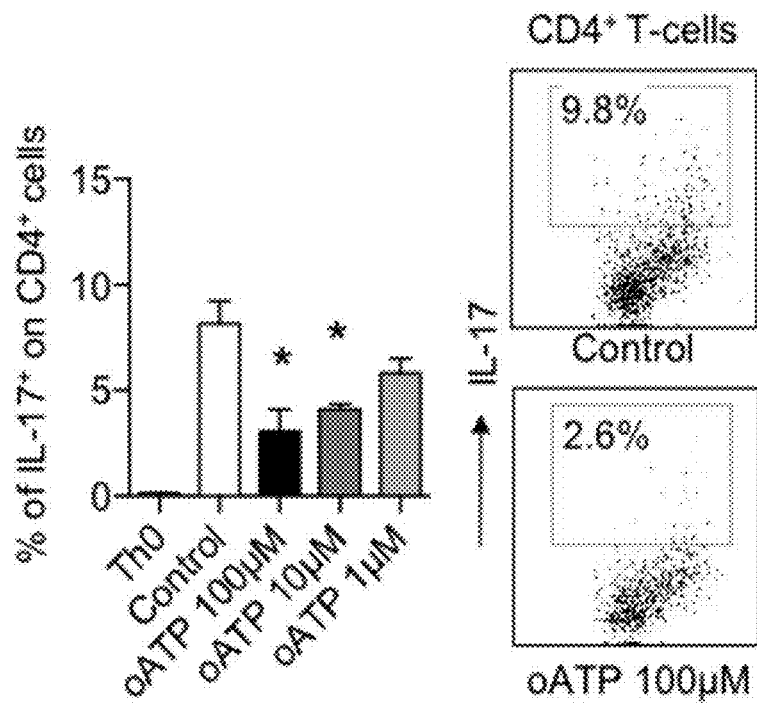 % of IL-17⁺ on CD4⁺ cells
15
10
5
0
*
*
Th0
Control
oATP 100µM
oATP 10µM
oATP 1µM
CD4⁺ T-cells
9.8%
Control
IL-17
2.6%
oATP 100µM